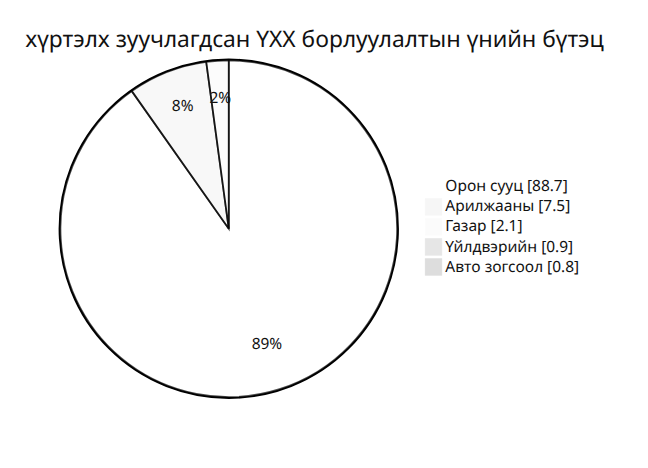 хүртэлх зуучлагдсан ҮХХ борлуулалтын үнийн бүтэц
8%
2%
89%
Орон сууц [88.7]
Арилжааны [7.5]
Газар [2.1]
Үйлдвэрийн [0.9]
Авто зогсоол [0.8]